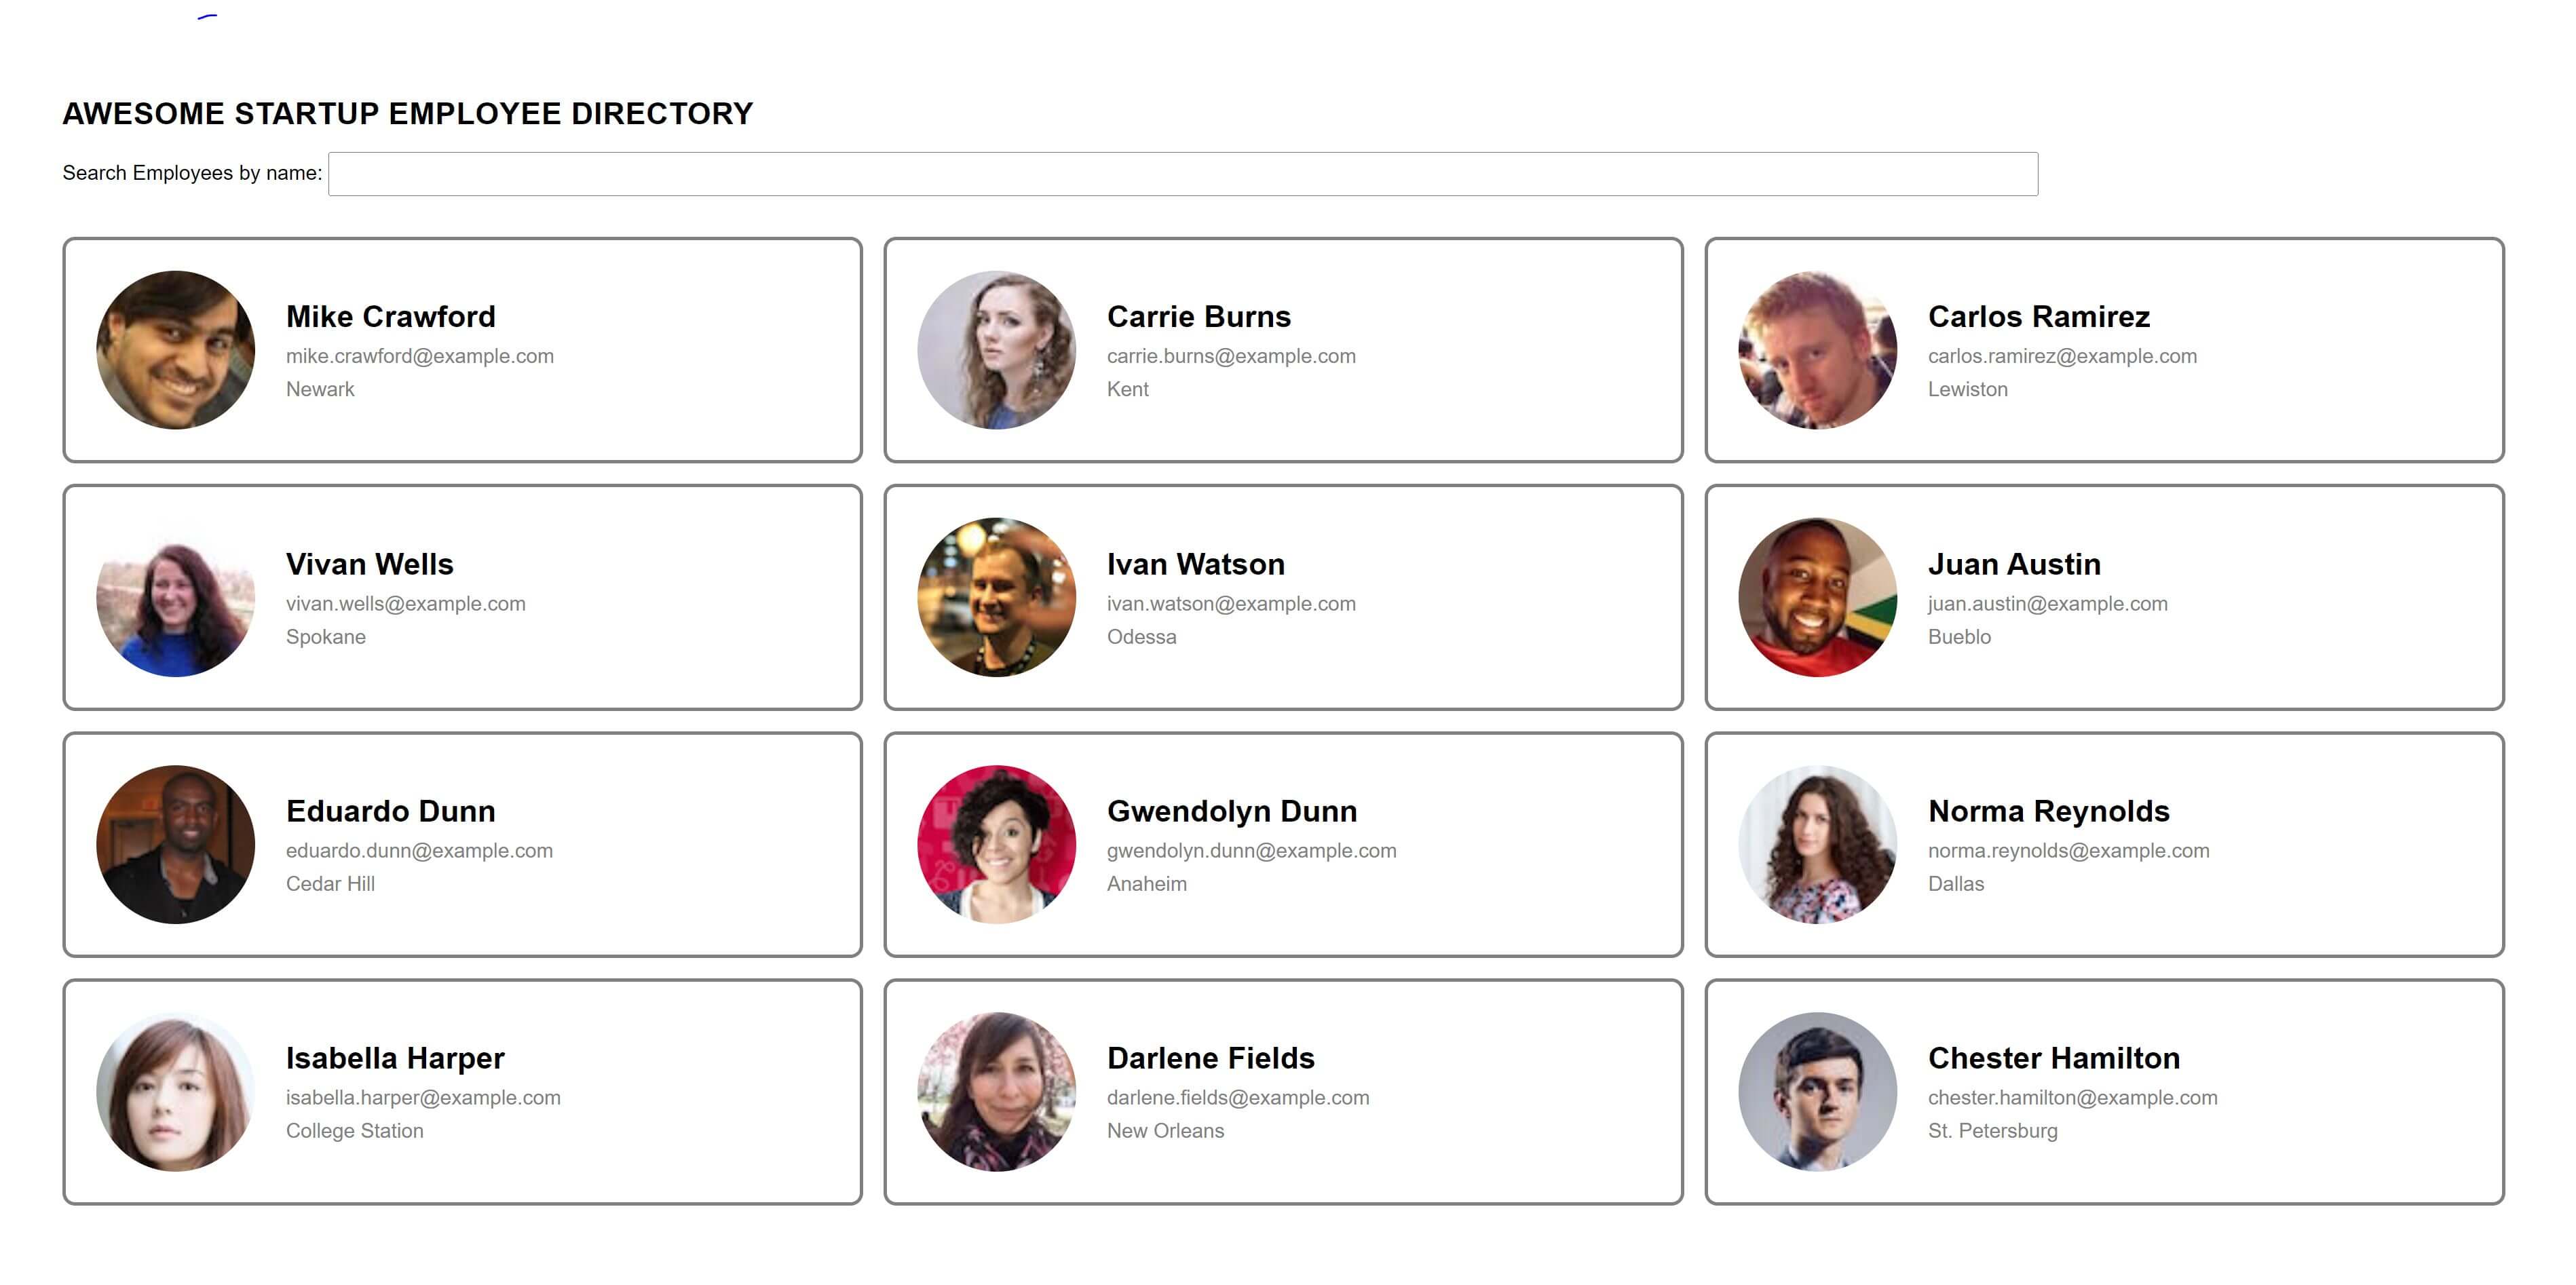 AWESOME STARTUP EMPLOYEE DIRECTORY
Search Employees by name:
Mike Crawford
mike.crawford@example.com
Newark
Carrie Burns
carrie.burns@example.com
Kent
Carlos Ramirez
carlos.ramirez@example.com
Lewiston
Vivan Wells
vivan.wells@example.com
Spokane
Ivan Watson
ivan.watson@example.com
Odessa
Juan Austin
juan.austin@example.com
Bueblo
Eduardo Dunn
eduardo.dunn@example.com
Cedar Hill
Gwendolyn Dunn
gwendolyn.dunn@example.com
Anaheim
Norma Reynolds
norma.reynolds@example.com
Dallas
Isabella Harper
isabella.harper@example.com
College Station
Darlene Fields
darlene.fields@example.com
New Orleans
Chester Hamilton
chester.hamilton@example.com
St. Petersburg